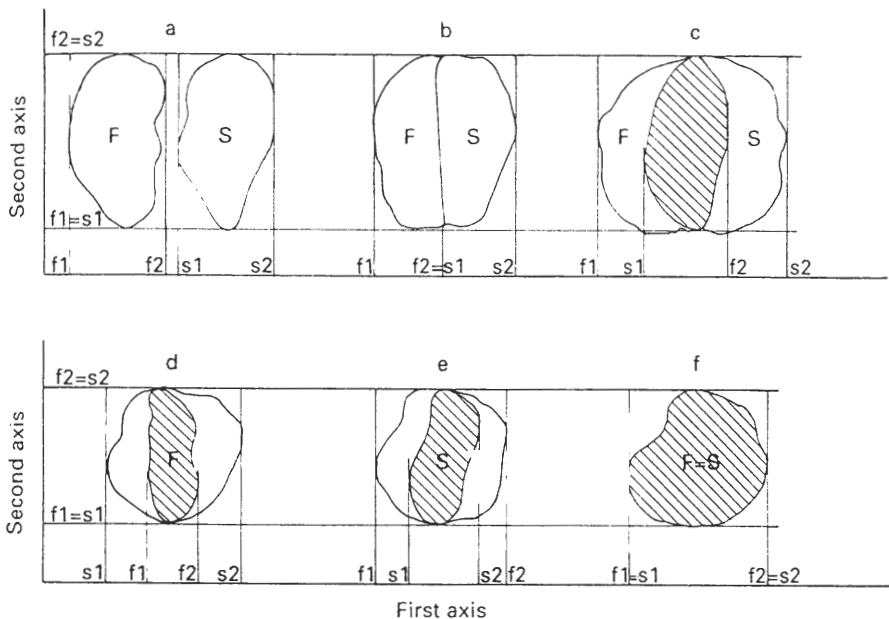 a b c
f2=s2
F S F S F S
Second axis
f1=s1
f1 f2 s1 s2 f1 f2=s1 s2 f1 s1 f2 s2
d e f
f2=s2
F S F=S
Second axis
f1=s1
s1 f1 f2 s2 f1 s1 s2 f2 f1=s1 f2=s2
First axis